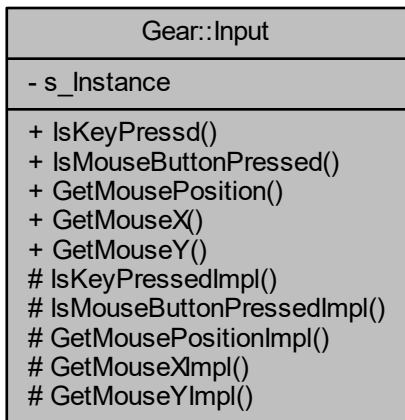 Gear::Input
- s_Instance
+ IsKeyPressd()
+ IsMouseButtonPressed()
+ GetMousePosition()
+ GetMouseX()
+ GetMouseY()
# IsKeyPressedImpl()
# IsMouseButtonPressedImpl()
# GetMousePositionImpl()
# GetMouseXImpl()
# GetMouseYImpl()